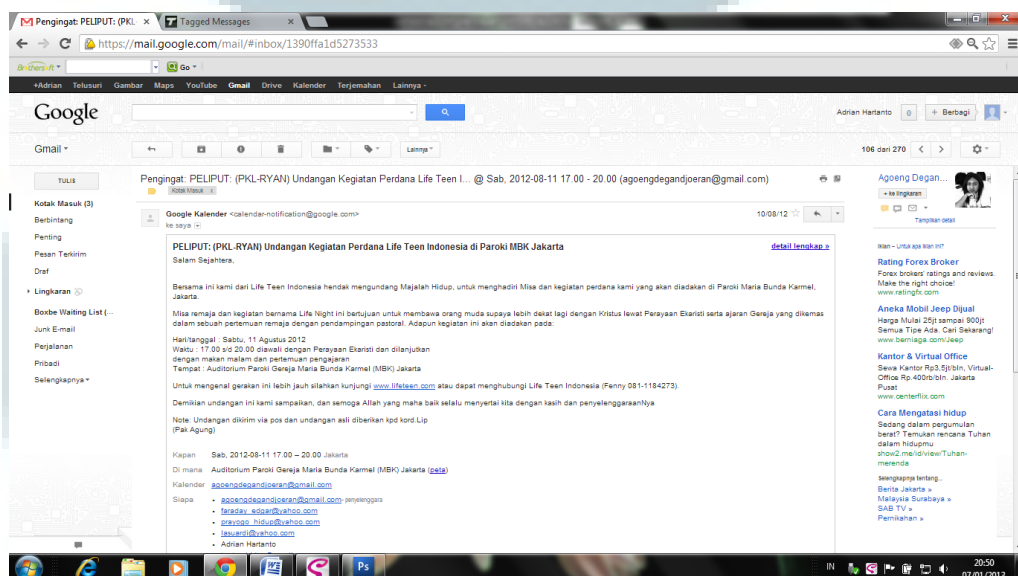 Pengingat: PELIPUT: (PKL- ×
Tagged Messages ×
https://mail.google.com/mail/#inbox/1390ffa1d5273533
Brothersoft Go
+Adrian Telusuri Gambar Maps YouTube Gmail Drive Kalender Terjemahan Lainnya
Google
Adrian Hartanto 0 + Berbagi
Gmail
Lainnya
106 dari 270
TULIS
Kotak Masuk (3)
Berbintang
Penting
Pesan Terkirim
Draf
Lingkaran
Boxbe Waiting List (...
Junk E-mail
Perjalanan
Pribadi
Selengkapnya
Pengingat: PELIPUT: (PKL-RYAN) Undangan Kegiatan Perdana Life Teen I... @ Sab, 2012-08-11 17.00 - 20.00 (agoengdegandjoeran@gmail.com)
Kotak Masuk x
Google Kalender <calendar-notification@google.com> 10/08/12
ke saya
PELIPUT: (PKL-RYAN) Undangan Kegiatan Perdana Life Teen Indonesia di Paroki MBK Jakarta detail lengkap »
Salam Sejahtera,
Bersama ini kami dari Life Teen Indonesia hendak mengundang Majalah Hidup, untuk menghadiri Misa dan kegiatan perdana kami yang akan diadakan di Paroki Maria Bunda Karmel,
Jakarta.
Misa remaja dan kegiatan bernama Life Night ini bertujuan untuk membawa orang muda supaya lebih dekat lagi dengan Kristus lewat Perayaan Ekaristi serta ajaran Gereja yang dikemas
dalam sebuah pertemuan remaja dengan pendampingan pastoral. Adapun kegiatan ini akan diadakan pada:
Hari/tanggal : Sabtu, 11 Agustus 2012
Waktu : 17.00 s/d 20.00 diawali dengan Perayaan Ekaristi dan dilanjutkan
dengan makan malam dan pertemuan pengajaran
Tempat : Auditorium Paroki Gereja Maria Bunda Karmel (MBK) Jakarta
Untuk mengenal gerakan ini lebih jauh silahkan kunjungi www.lifeteen.com atau dapat menghubungi Life Teen Indonesia (Fenny 081-1184273).
Demikian undangan ini kami sampaikan, dan semoga Allah yang maha baik selalu menyertai kita dengan kasih dan penyelenggaraanNya
Note: Undangan dikirim via pos dan undangan asli diberikan kpd kord.Lip
(Pak Agung)
Kapan Sab, 2012-08-11 17.00 – 20.00 Jakarta
Di mana Auditorium Paroki Gereja Maria Bunda Karmel (MBK) Jakarta (peta)
Kalender agoengdegandjoeran@gmail.com
Siapa • agoengdegandjoeran@gmail.com- penyelenggara
• faraday_edgar@yahoo.com
• prayogo_hidup@yahoo.com
• lasuardi@yahoo.com
• Adrian Hartanto
Agoeng Degan...
+ ke lingkaran
Tampilkan detail
Iklan – Untuk apa iklan ini?
Rating Forex Broker
Forex brokers' ratings and reviews.
Make the right choice!
www.ratingfx.com
Aneka Mobil Jeep Dijual
Harga Mulai 25jt sampai 900jt
Semua Tipe Ada. Cari Sekarang!
www.berniaga.com/Jeep
Kantor & Virtual Office
Sewa Kantor Rp3,5jt/bln, Virtual-
Office Rp.400rb/bln. Jakarta
Pusat
www.centerflix.com
Cara Mengatasi hidup
Sedang dalam pergumulan
berat? Temukan rencana Tuhan
dalam hidupmu
show2.me/id/view/Tuhan-
merenda
Selengkapnya tentang...
Berita Jakarta »
Malaysia Surabaya »
SAB TV »
Pernikahan »
Ps
IN 20:50
07/01/2013